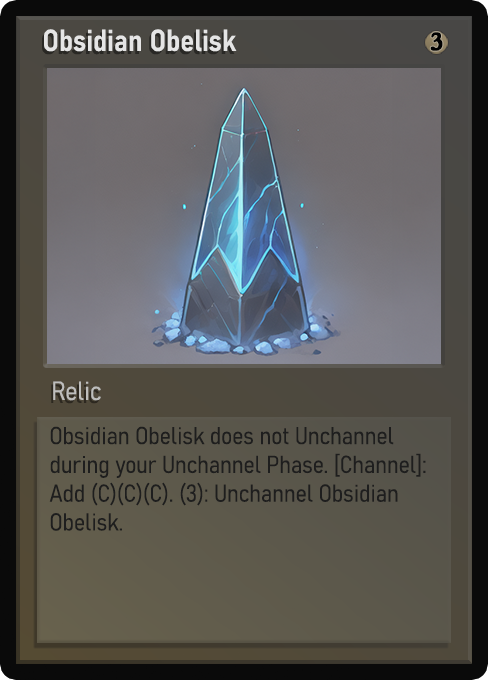 Obsidian Obelisk
3
Relic
Obsidian Obelisk does not Unchannel
during your Unchannel Phase. [Channel]:
Add (C)(C)(C). (3): Unchannel Obsidian
Obelisk.